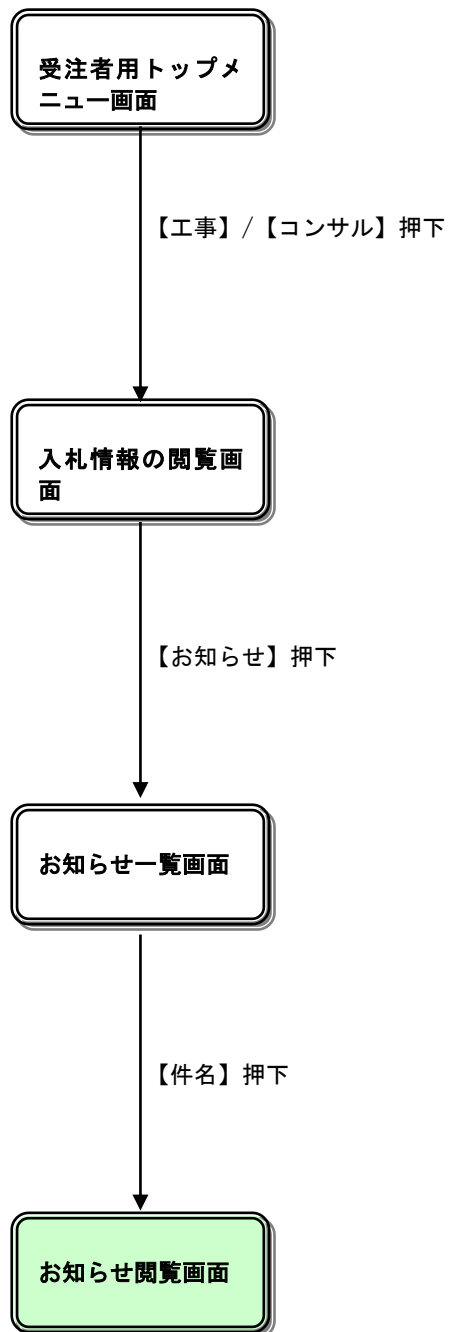 受注者用トップメ
ニュー画面
【工事】/【コンサル】押下
入札情報の閲覧画
面
【お知らせ】押下
お知らせ一覧画面
【件名】押下
お知らせ閲覧画面